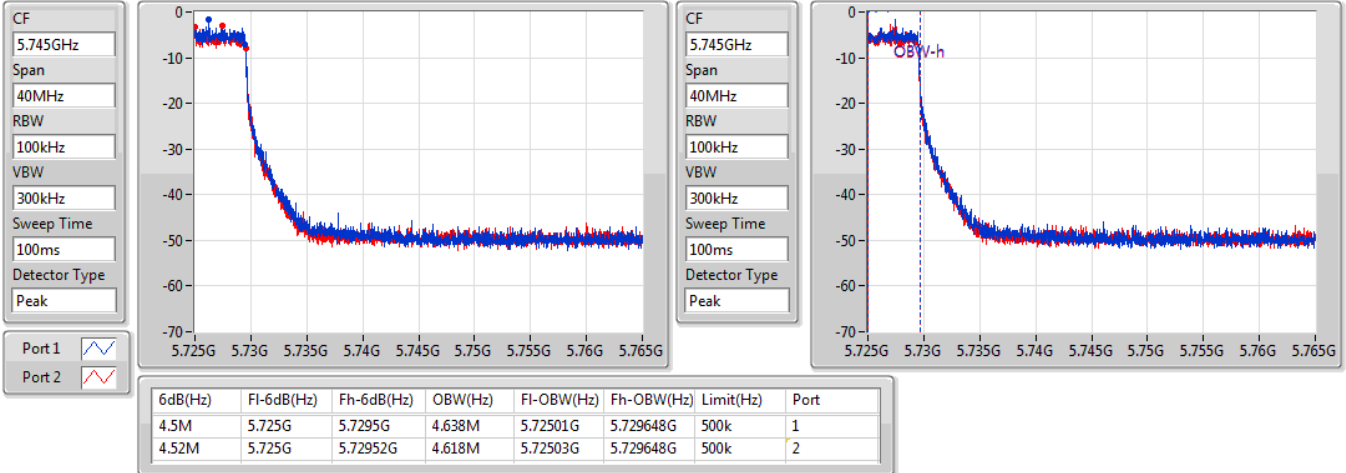 CF
5.745GHz
Span
40MHz
RBW
100kHz
VBW
300kHz
Sweep Time
100ms
Detector Type
Peak
Port 1
Port 2
0
-10
-20
-30
-40
-50
-60
-70
5.725G 5.73G 5.735G 5.74G 5.745G 5.75G 5.755G 5.76G 5.765G
CF
5.745GHz
Span
40MHz
RBW
100kHz
VBW
300kHz
Sweep Time
100ms
Detector Type
Peak
0
-10
-20
-30
-40
-50
-60
-70
OBW-h
5.725G 5.73G 5.735G 5.74G 5.745G 5.75G 5.755G 5.76G 5.765G
6dB(Hz) Fl-6dB(Hz) Fh-6dB(Hz) OBW(Hz) Fl-OBW(Hz) Fh-OBW(Hz) Limit(Hz) Port
4.5M 5.725G 5.7295G 4.638M 5.72501G 5.729648G 500k 1
4.52M 5.725G 5.72952G 4.618M 5.72503G 5.729648G 500k 2